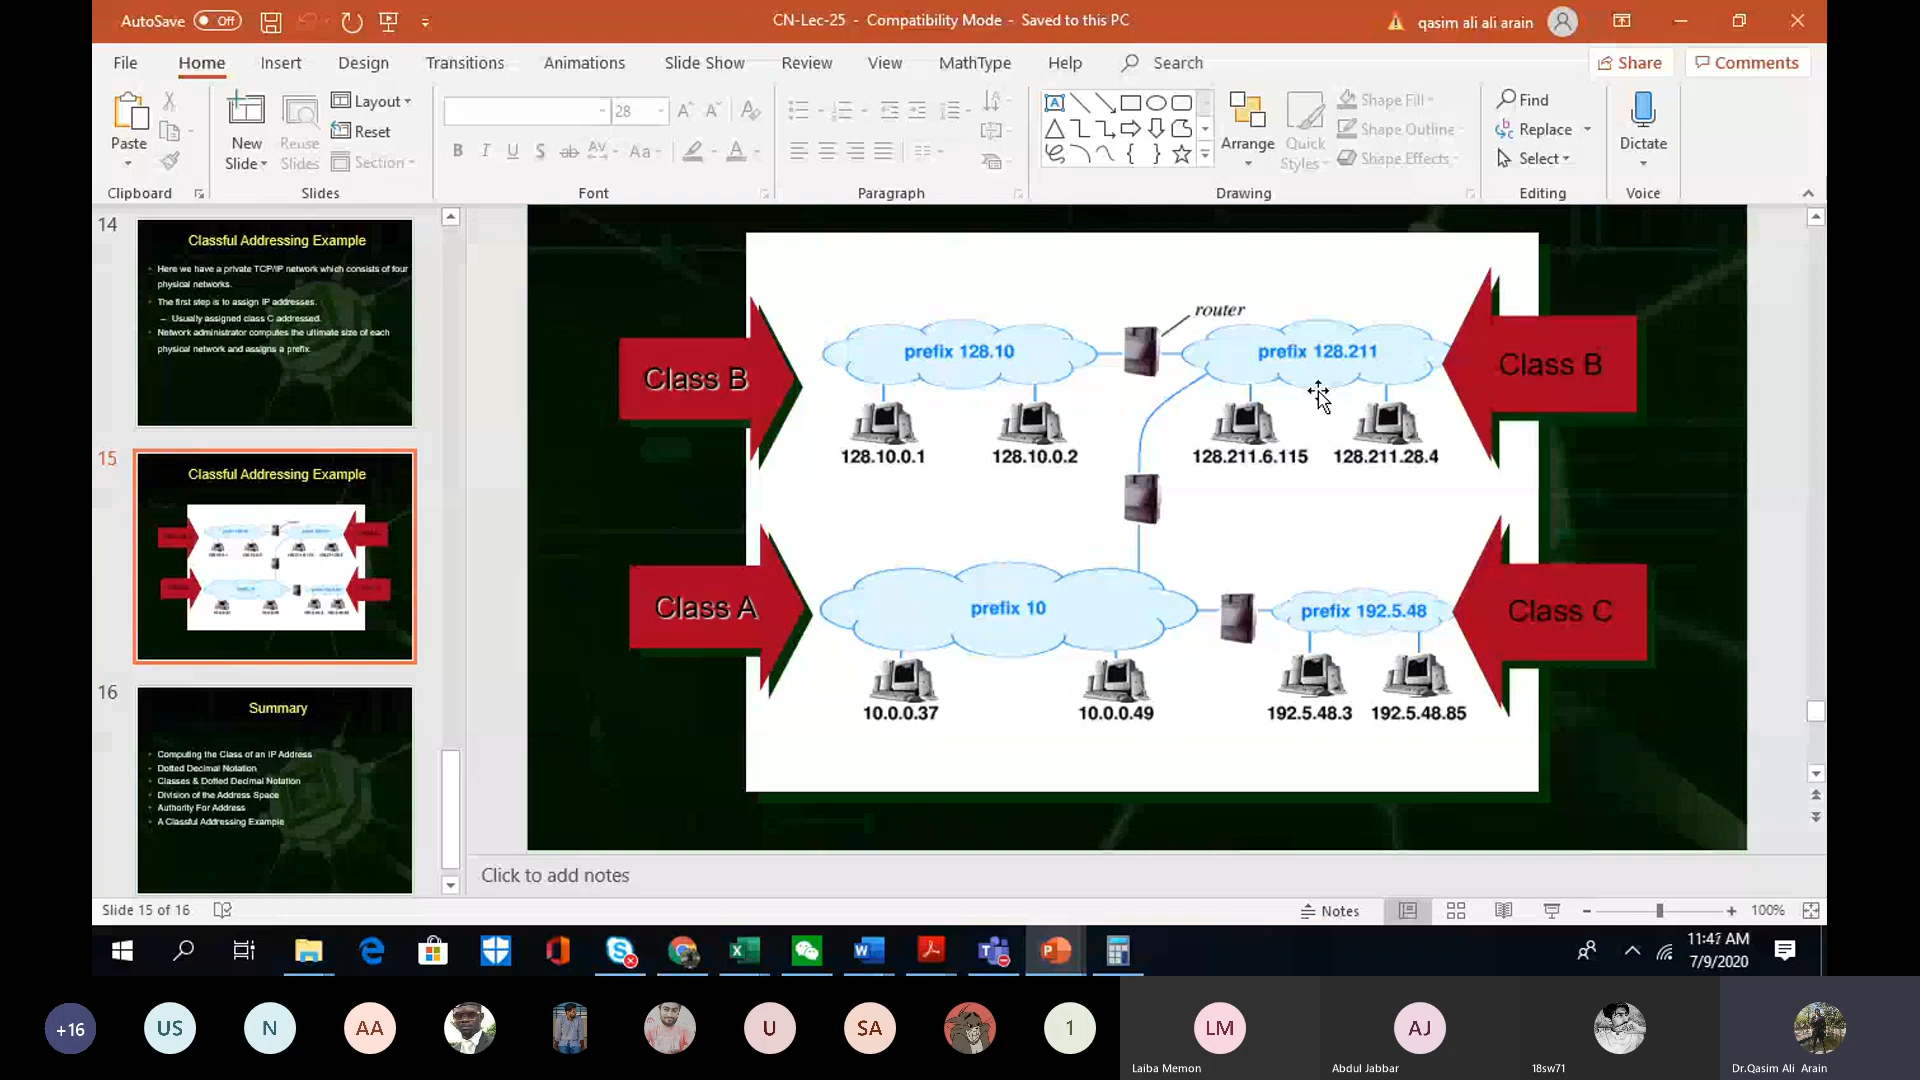 AutoSave Off
CN-Lec-25 - Compatibility Mode - Saved to this PC
qasim ali ali arain
File Home Insert Design Transitions Animations Slide Show Review View MathType Help Search
Share Comments
Paste
Clipboard
New Slide
Reuse Slides
Layout
Reset
Section
Slides
28
B I U S ab AV Aa A
Font
Paragraph
Arrange
Quick Styles
Shape Fill
Shape Outline
Shape Effects
Drawing
Find
Replace
Select
Editing
Dictate
Voice
14
Classful Addressing Example
Here we have a private TCP/IP network which consists of four
physical networks.
The first step is to assign IP addresses.
– Usually assigned class C addressed.
Network administrator computes the ultimate size of each
physical network and assigns a prefix
15
Classful Addressing Example
16
Summary
Computing the Class of an IP Address
Dotted Decimal Notation
Classes & Dotted Decimal Notation
Division of the Address Space
Authority For Address
A Classful Addressing Example
router
Class B
prefix 128.10
prefix 128.211
Class B
128.10.0.1 128.10.0.2 128.211.6.115 128.211.28.4
Class A
prefix 10
prefix 192.5.48
Class C
10.0.0.37 10.0.0.49 192.5.48.3 192.5.48.85
Click to add notes
Slide 15 of 16
Notes
100%
7/9/2020
+16 US N AA U SA 1 LM AJ
Laiba Memon
Abdul Jabbar
18sw71
Dr.Qasim Ali Arain